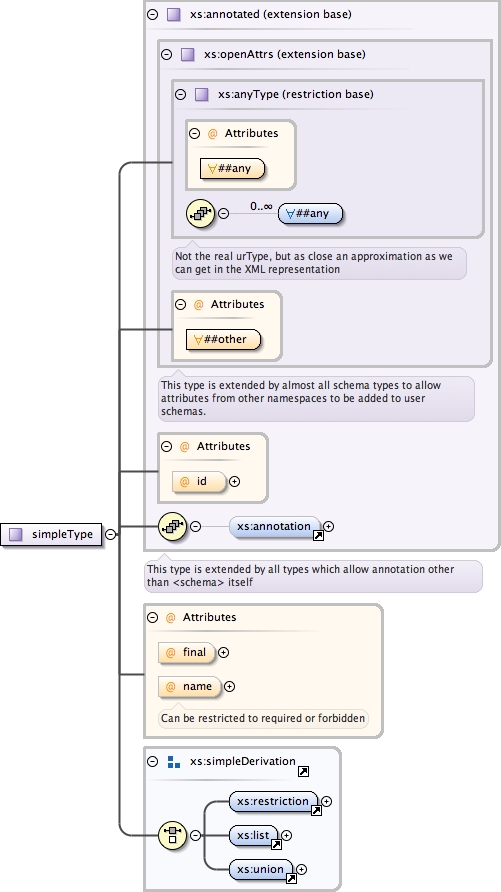 xs:annotated (extension base)
xs:openAttrs (extension base)
xs:anyType (restriction base)
@ Attributes
∀##any
0..∞
∀##any
Not the real urType, but as close an approximation as we
can get in the XML representation
@ Attributes
∀##other
This type is extended by almost all schema types to allow
attributes from other namespaces to be added to user
schemas.
@ Attributes
@ id
xs:annotation
simpleType
This type is extended by all types which allow annotation other
than <schema> itself
@ Attributes
@ final
@ name
Can be restricted to required or forbidden
xs:simpleDerivation
xs:restriction
xs:list
xs:union